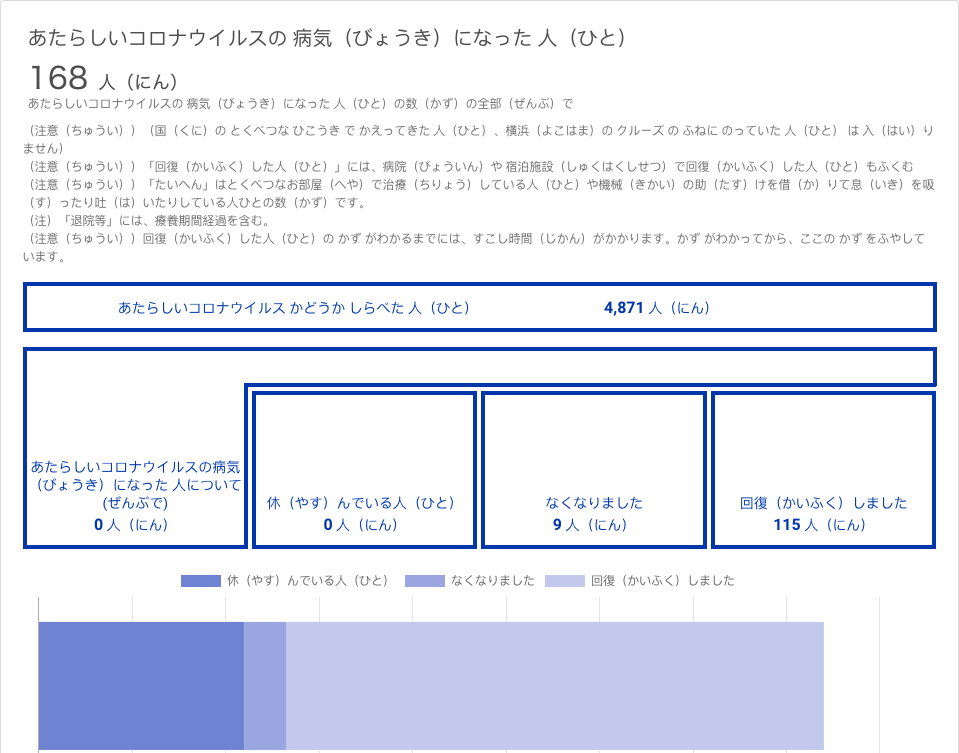 あたらしいコロナウイルスの 病気（びょうき）になった 人（ひと）
168 人（にん）
あたらしいコロナウイルスの 病気（びょうき）になった 人（ひと）の数（かず）の全部（ぜんぶ）で
（注意（ちゅうい））（国（くに）の とくべつな ひこうき で かえってきた 人（ひと）、横浜（よこはま）の クルーズ の ふねに のっていた 人（ひと） は 入（はい）り
ません）
（注意（ちゅうい））「回復（かいふく）した人（ひと）」には、病院（びょういん）や 宿泊施設（しゅくはくしせつ）で回復（かいふく）した人（ひと）もふくむ
（注意（ちゅうい））「たいへん」はとくべつなお部屋（へや）で治療（ちりょう）している人（ひと）や機械（きかい）の助（たす）けを借（か）りて息（いき）を吸
（す）ったり吐（は）いたりしている人ひとの数（かず）です。
（注）「退院等」には、療養期間経過を含む。
（注意（ちゅうい））回復（かいふく）した人（ひと）の かず がわかるまでには、すこし時間（じかん）がかかります。かず がわかってから、ここの かず をふやして
います。
あたらしいコロナウイルス かどうか しらべた 人（ひと） 4,871 人（にん）
あたらしいコロナウイルスの病気
（びょうき）になった 人について
(ぜんぶで)
0 人（にん）
休（やす）んでいる人（ひと）
0 人（にん）
なくなりました
9 人（にん）
回復（かいふく）しました
115 人（にん）
休（やす）んでいる人（ひと） なくなりました 回復（かいふく）しました